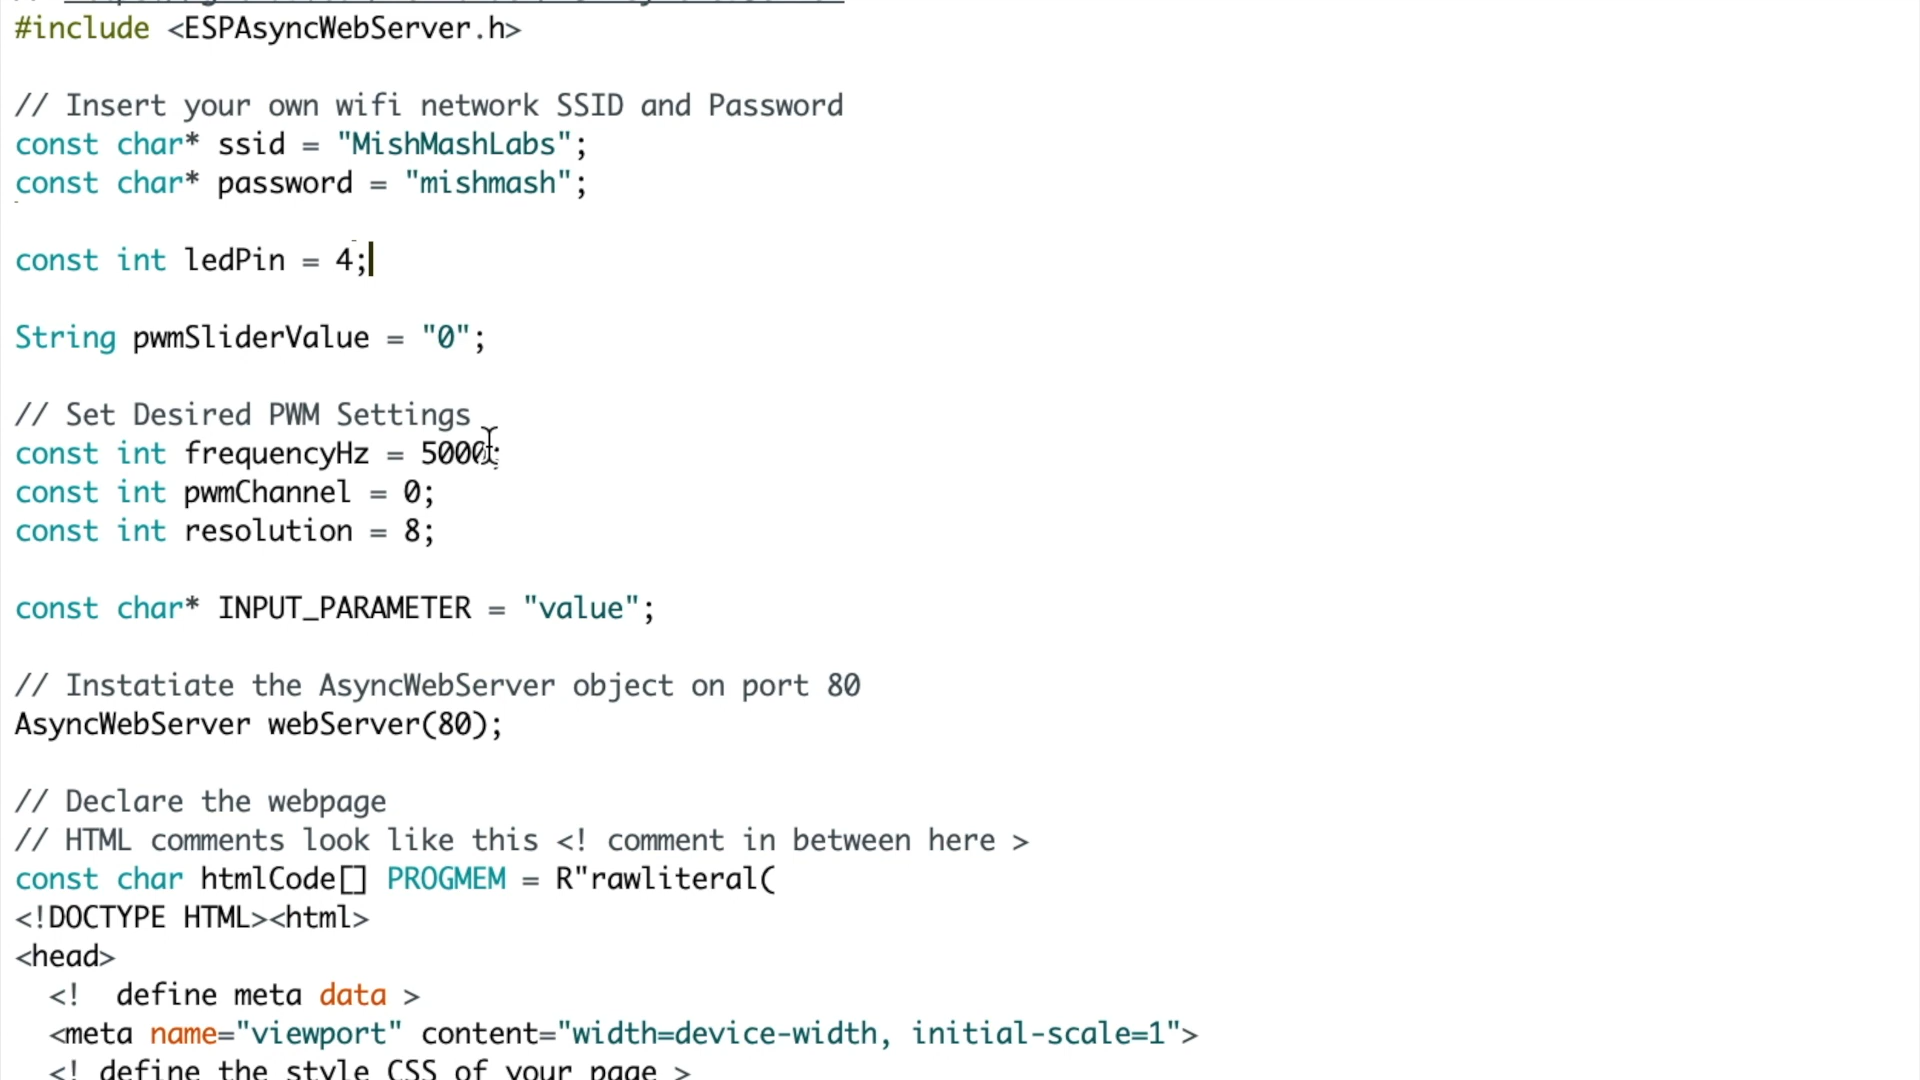 #include <ESPAsyncWebServer.h>
// Insert your own wifi network SSID and Password
const char* ssid = "MishMashLabs";
const char* password = "mishmash";
const int ledPin = 4;
String pwmSliderValue = "0";
// Set Desired PWM Settings
const int frequencyHz = 5000;
const int pwmChannel = 0;
const int resolution = 8;
const char* INPUT_PARAMETER = "value";
// Instatiate the AsyncWebServer object on port 80
AsyncWebServer webServer(80);
// Declare the webpage
// HTML comments look like this <! comment in between here >
const char htmlCode[] PROGMEM = R"rawliteral(
<!DOCTYPE HTML><html>
<head>
  <!  define meta data >
  <meta name="viewport" content="width=device-width, initial-scale=1">
  <! define the style CSS of your page >